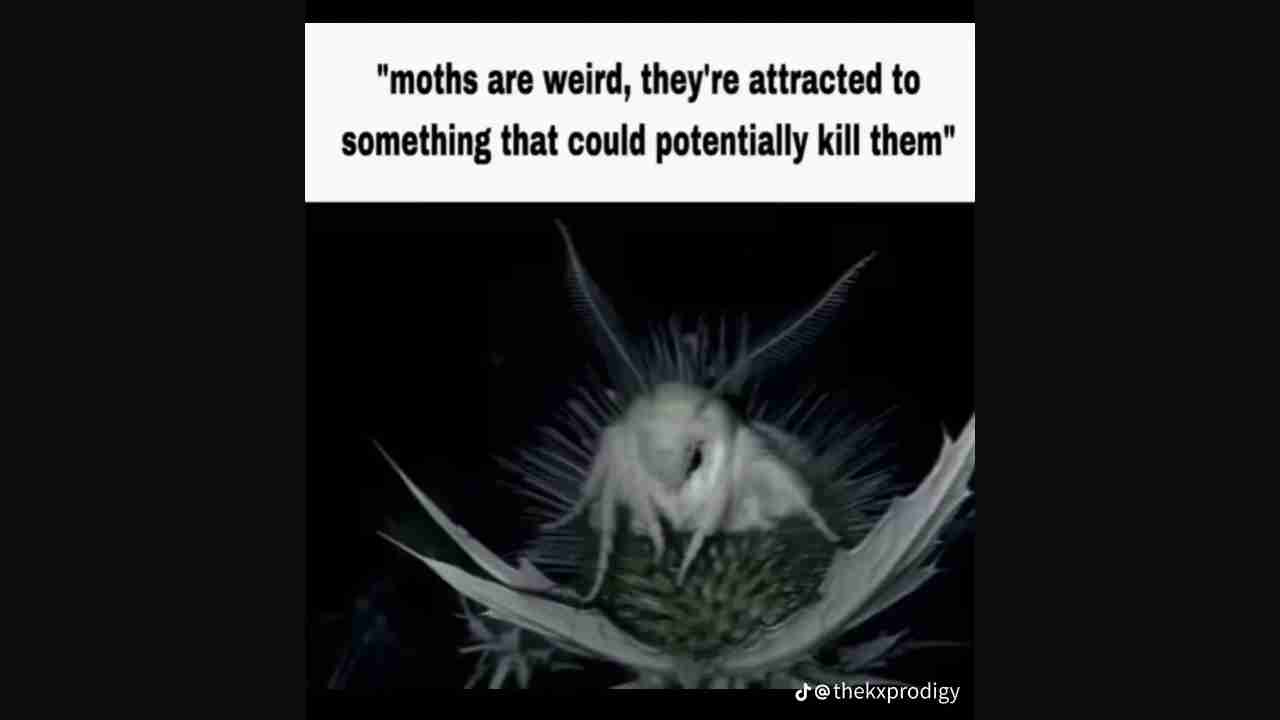 "moths are weird, they're attracted to
something that could potentially kill them"
@thekxprodigy